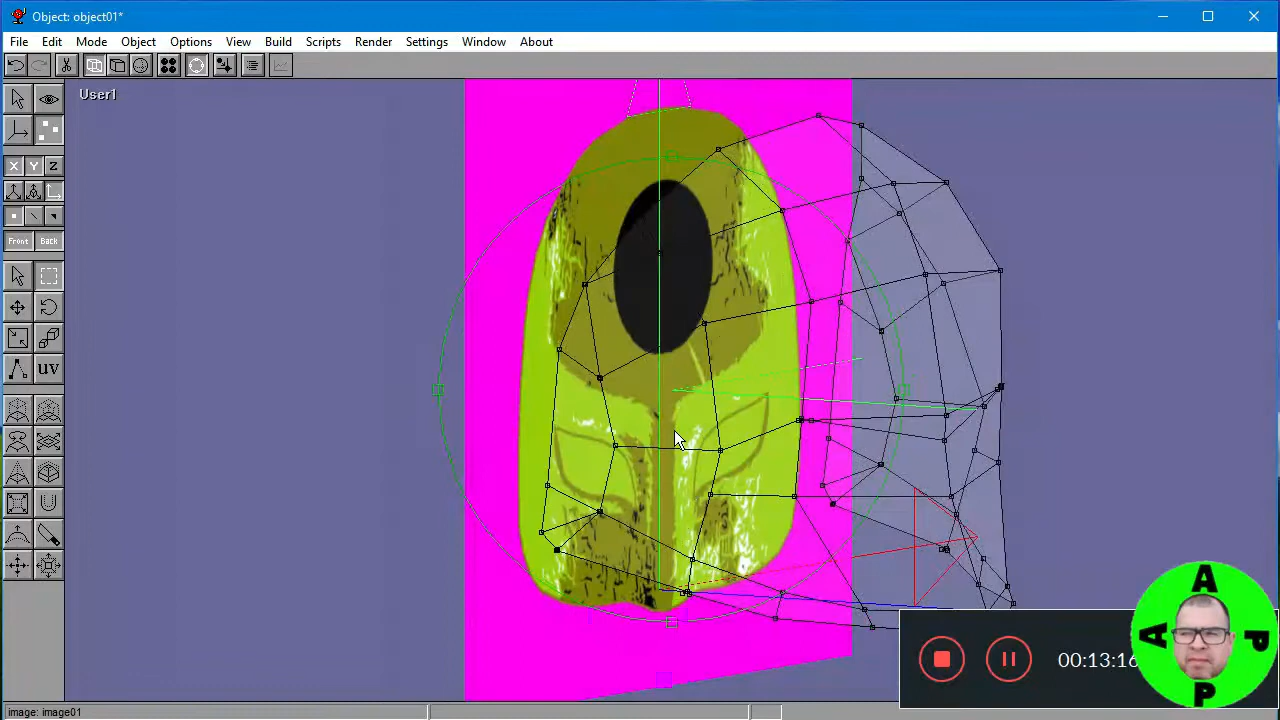 Object: object01*
File Edit Mode Object Options View Build Scripts Render Settings Window About
User1
X Y Z
Front Back
uv
00:13:16
A A P P
image: image01